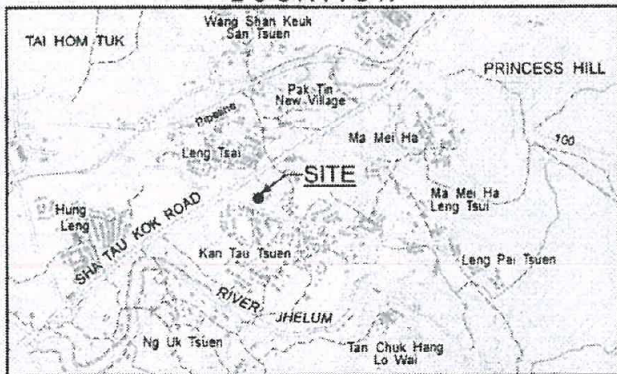 Wang Shan Keuk
San Tsuen
TAI HOM TUK
PRINCESS HILL
Pak Tin
New Village
Pipeline
Ma Mei Ha
Leng Tsai
100
SITE
Ma Mei Ha
Leng Tsui
Hung
Leng
SHA TAU KOK ROAD
Kan Tau Tsuen
Leng Pei Tsuen
RIVER JHELUM
Ng Uk Tsuen
Tan Chuk Hang
Lo Wai